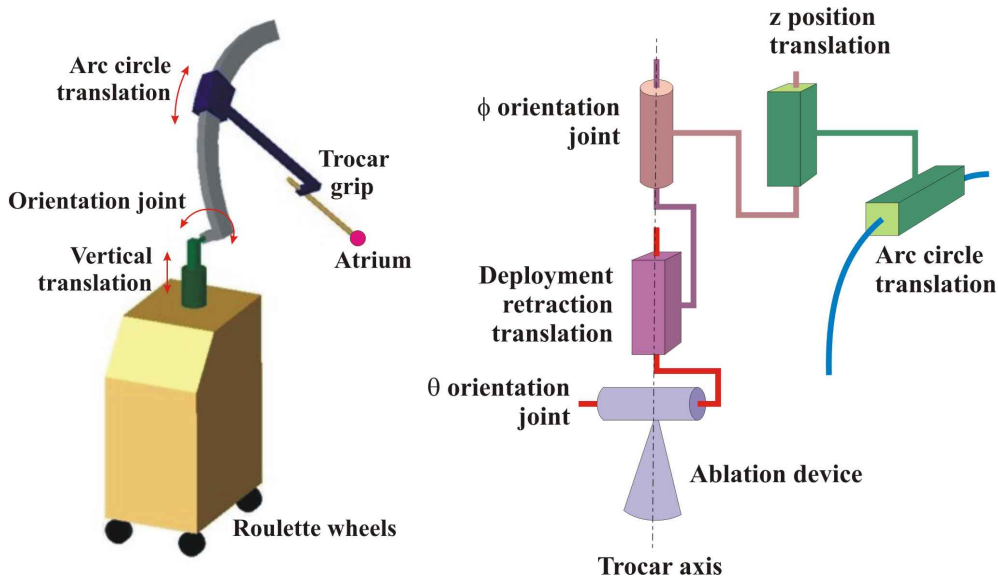 Arc circle
translation
Trocar
grip
Orientation joint
Vertical
translation
Atrium
Roulette wheels
z position
translation
ϕ orientation
joint
Arc circle
translation
Deployment
retraction
translation
θ orientation
joint
Ablation device
Trocar axis